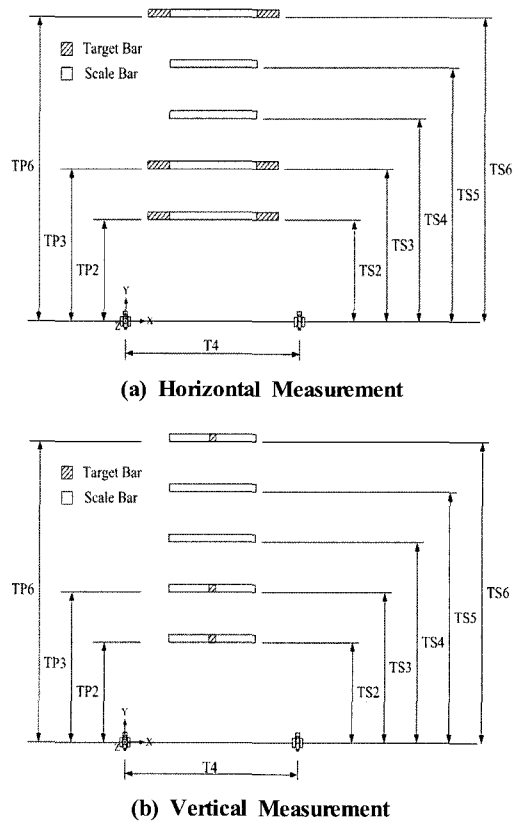 Target Bar
Scale Bar
TP6
TP3
TP2
TS2
TS3
TS4
TS5
TS6
Y
Z
X
T4
(a) Horizontal Measurement
Target Bar
Scale Bar
TP6
TP3
TP2
TS2
TS3
TS4
TS5
TS6
Y
Z
X
T4
(b) Vertical Measurement